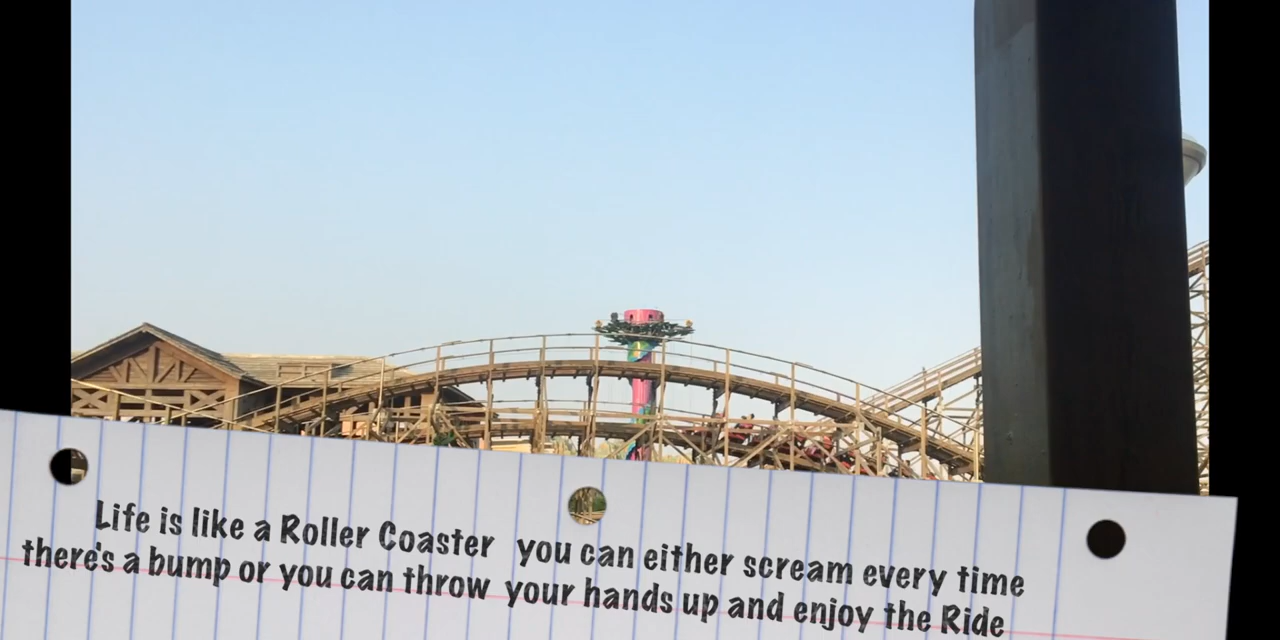 Life is like a Roller Coaster you can either scream every time
there's a bump or you can throw your hands up and enjoy the Ride